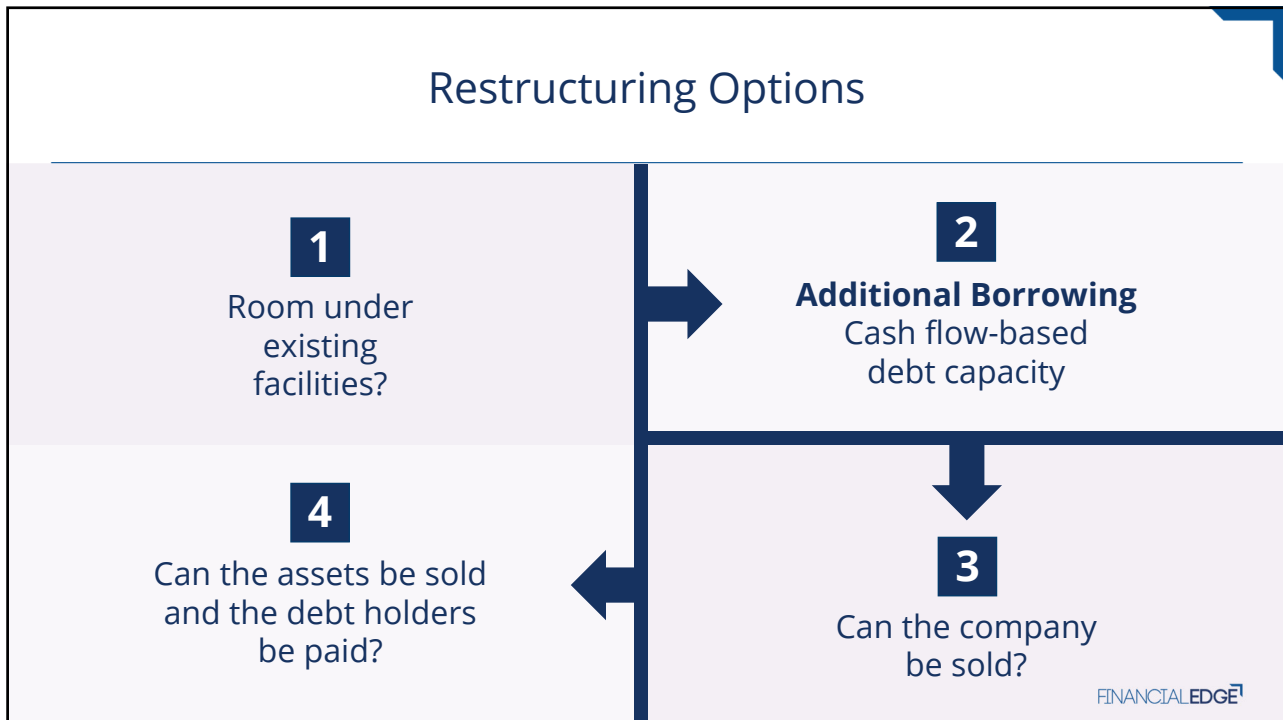 Restructuring Options
1
Room under
existing
facilities?
2
Additional Borrowing
Cash flow-based
debt capacity
3
Can the company
be sold?
4
Can the assets be sold
and the debt holders
be paid?
FINANCIALEDGE